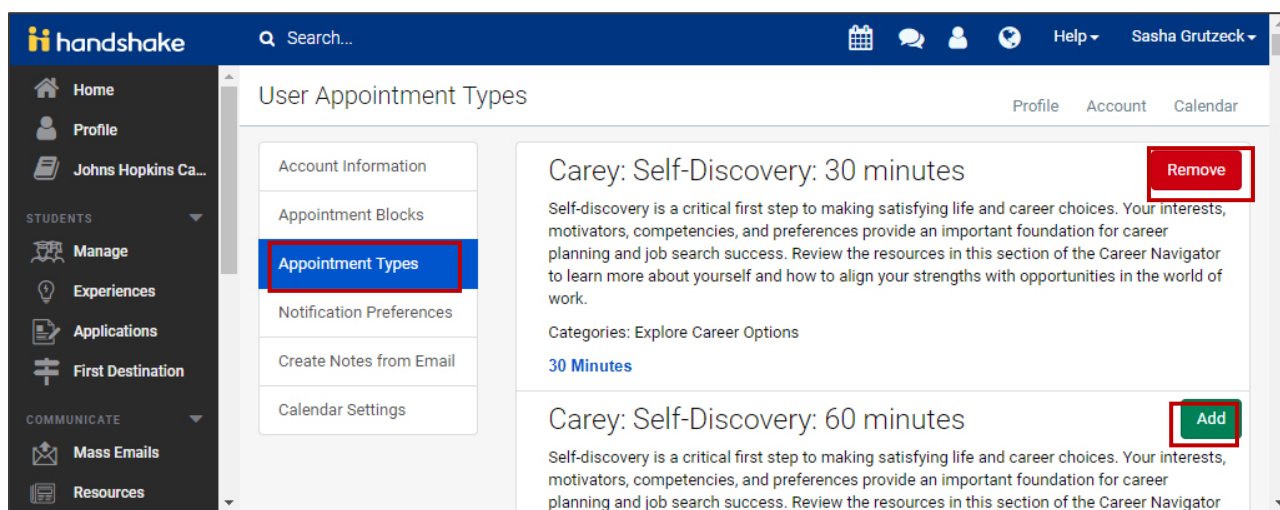 handshake
Search...
Help
Sasha Grutzeck
Home
Profile
Johns Hopkins Ca...
STUDENTS
Manage
Experiences
Applications
First Destination
COMMUNICATE
Mass Emails
Resources
User Appointment Types
Profile Account Calendar
Account Information
Appointment Blocks
Appointment Types
Notification Preferences
Create Notes from Email
Calendar Settings
Carey: Self-Discovery: 30 minutes
Remove
Self-discovery is a critical first step to making satisfying life and career choices. Your interests,
motivators, competencies, and preferences provide an important foundation for career
planning and job search success. Review the resources in this section of the Career Navigator
to learn more about yourself and how to align your strengths with opportunities in the world of
work.
Categories: Explore Career Options
30 Minutes
Carey: Self-Discovery: 60 minutes
Add
Self-discovery is a critical first step to making satisfying life and career choices. Your interests,
motivators, competencies, and preferences provide an important foundation for career
planning and job search success. Review the resources in this section of the Career Navigator